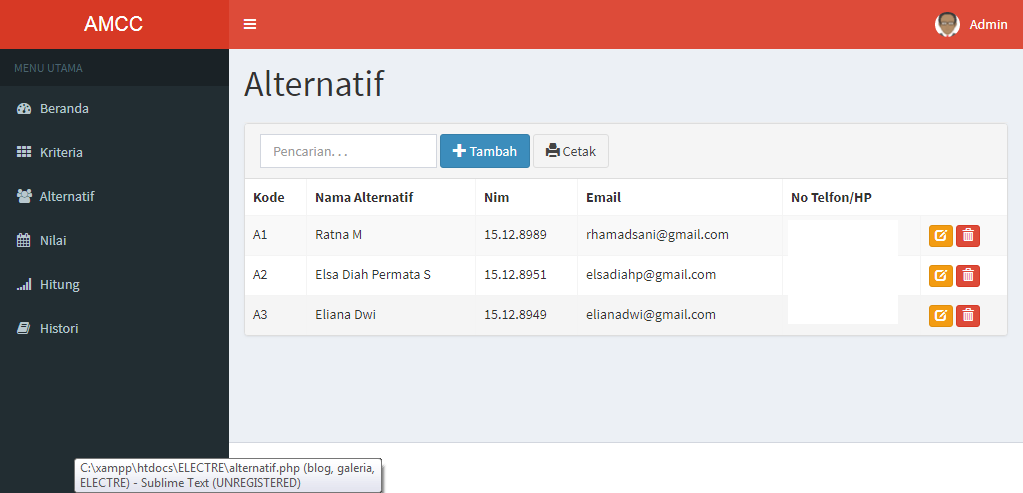 AMCC
Admin
MENU UTAMA
Beranda
Kriteria
Alternatif
Nilai
Hitung
Histori
Alternatif
Pencarian. . .
Tambah
Cetak
Kode Nama Alternatif Nim Email No Telfon/HP
A1 Ratna M 15.12.8989 rhamadsani@gmail.com
A2 Elsa Diah Permata S 15.12.8951 elsadiahp@gmail.com
A3 Eliana Dwi 15.12.8949 elianadwi@gmail.com
C:\xampp\htdocs\ELECTRE\alternatif.php (blog, galeria,
ELECTRE) - Sublime Text (UNREGISTERED)